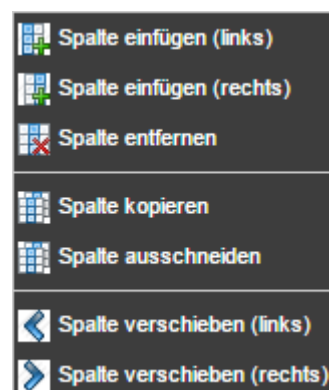 Spalte einfügen (links)
Spalte einfügen (rechts)
Spalte entfernen
Spalte kopieren
Spalte ausschneiden
Spalte verschieben (links)
Spalte verschieben (rechts)